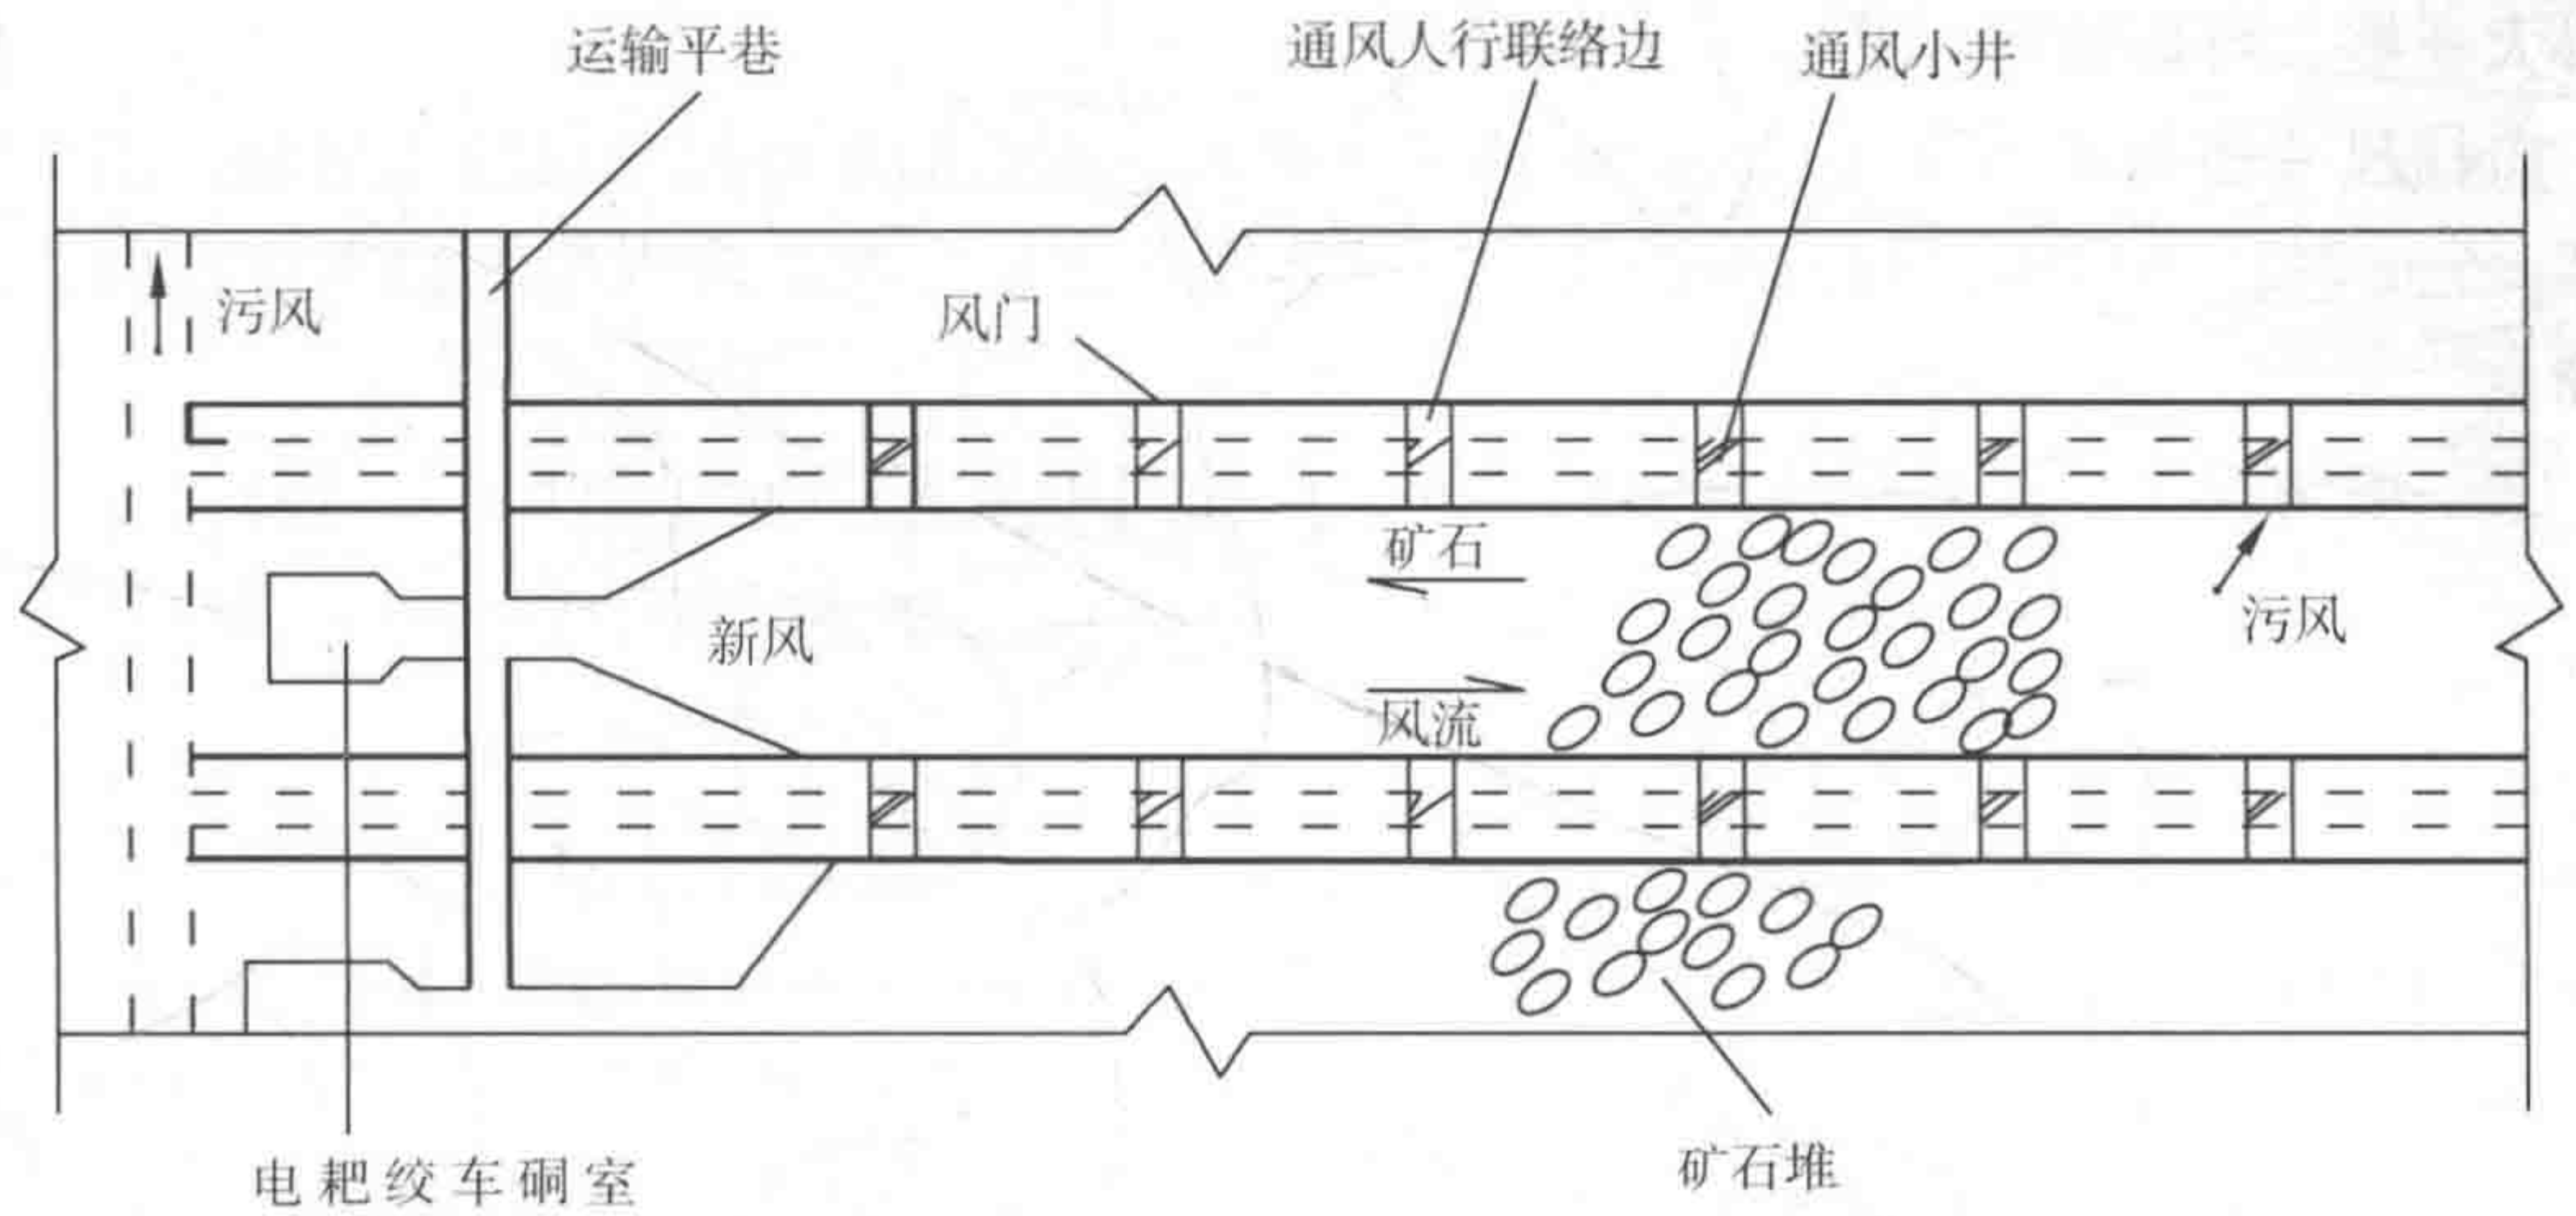 运输平巷
通风人行联络边
通风小井
污风
风门
矿石
新风
污风
风流
电耙绞车硐室
矿石堆